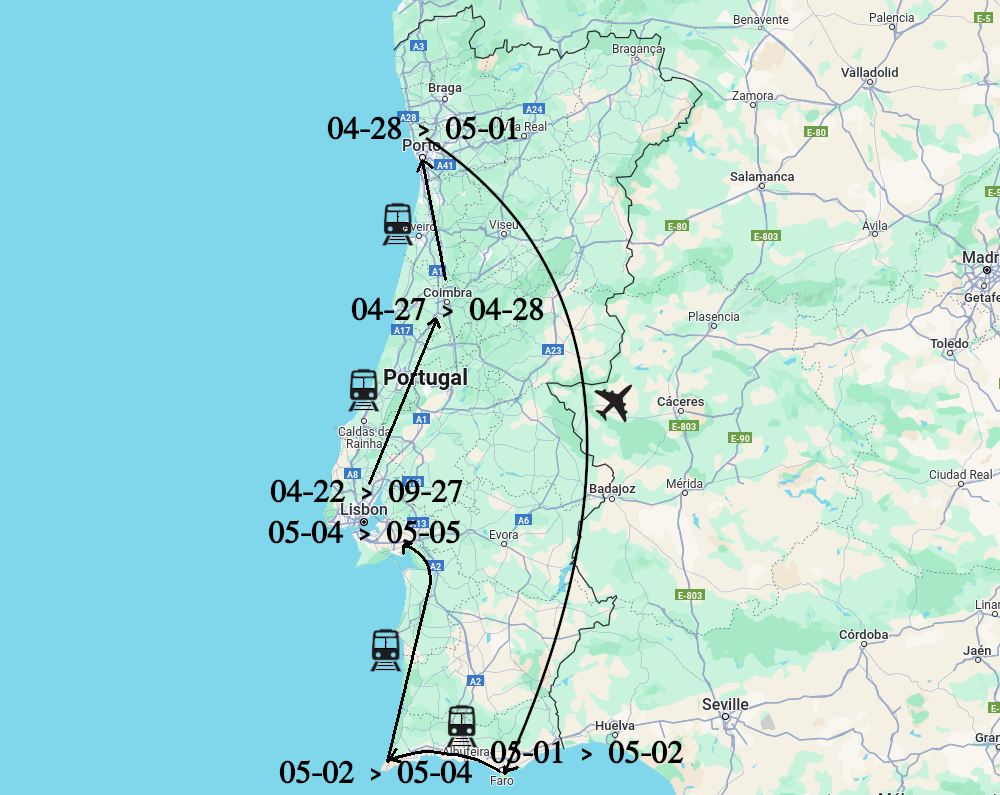 Benavente
Palencia
E-5
A3
Bragança
Valladolid
Braga
Zamora
A24
A28
04-28 > 05-01
E-80
Porto
A41
Salamanca
E-80
Viseu
Ávila
E-803
Madr
A1
Coimbra
Getafe
04-27 > 04-28
Plasencia
A17
Toledo
A23
Portugal
Cáceres
A1
E-803
Caldas da
Rainha
E-90
A8
Ciudad Real
Mérida
04-22 > 09-27
Badajoz
Lisbon
A13
A6
05-04 > 05-05
Evora
A2
E-803
Linar
Córdoba
Jaén
A2
Seville
Huelva
Gran
Albufeira
05-01 > 05-02
05-02 > 05-04
Faro